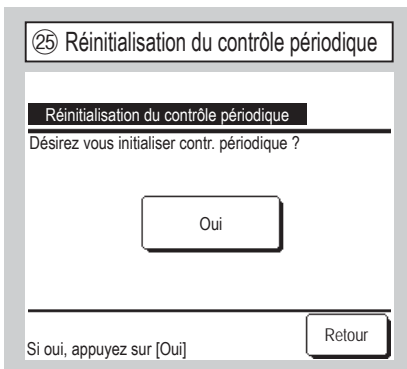 ㉕ Réinitialisation du contrôle périodique
Réinitialisation du contrôle périodique
Désirez vous initialiser contr. périodique ?
Oui
Retour
Si oui, appuyez sur [Oui]